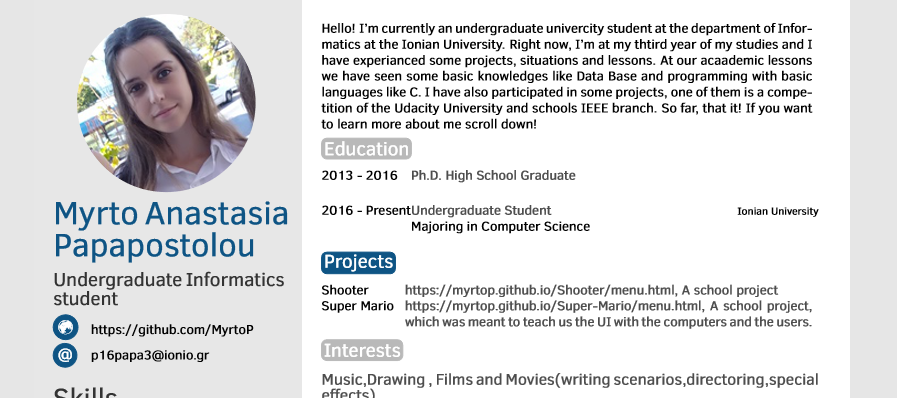 Myrto Anastasia
Papapostolou
Undergraduate Informatics
student
https://github.com/MyrtoP
@ p16papa3@ionio.gr
Skills
Hello! I'm currently an undergraduate univercity student at the department of Infor-
matics at the Ionian University. Right now, I'm at my thtird year of my studies and I
have experianced some projects, situations and lessons. At our acaademic lessons
we have seen some basic knowledges like Data Base and programming with basic
languages like C. I have also participated in some projects, one of them is a compe-
tition of the Udacity University and schools IEEE branch. So far, that it! If you want
to learn more about me scroll down!
Education
2013 - 2016 Ph.D. High School Graduate
2016 - Present Undergraduate Student Ionian University
Majoring in Computer Science
Projects
Shooter https://myrtop.github.io/Shooter/menu.html, A school project
Super Mario https://myrtop.github.io/Super-Mario/menu.html, A school project,
which was meant to teach us the UI with the computers and the users.
Interests
Music,Drawing , Films and Movies(writing scenarios,directoring,special
effects)